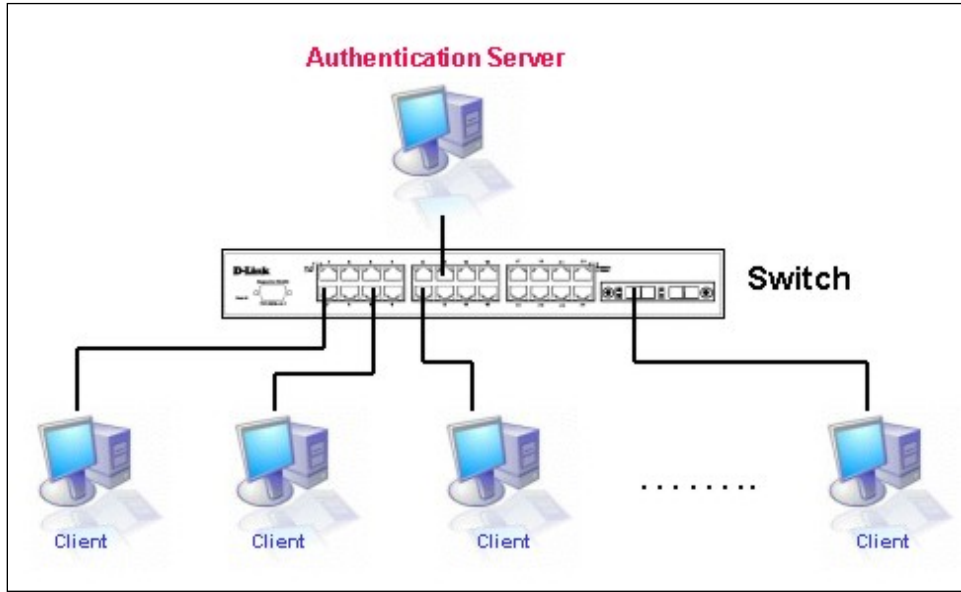 Authentication Server
D-Link
Switch
Client
Client
Client
........
Client